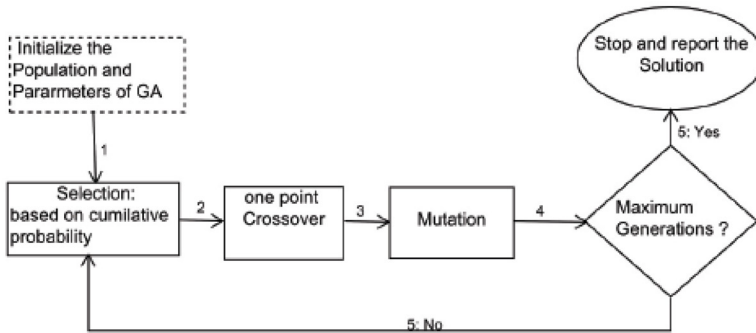 Initialize the
Population and
Pararmeters of GA
Stop and report the
Solution
5: Yes
1
Selection:
based on cumilative
probability
2
one point
Crossover
3
Mutation
4
Maximum
Generations ?
5: No